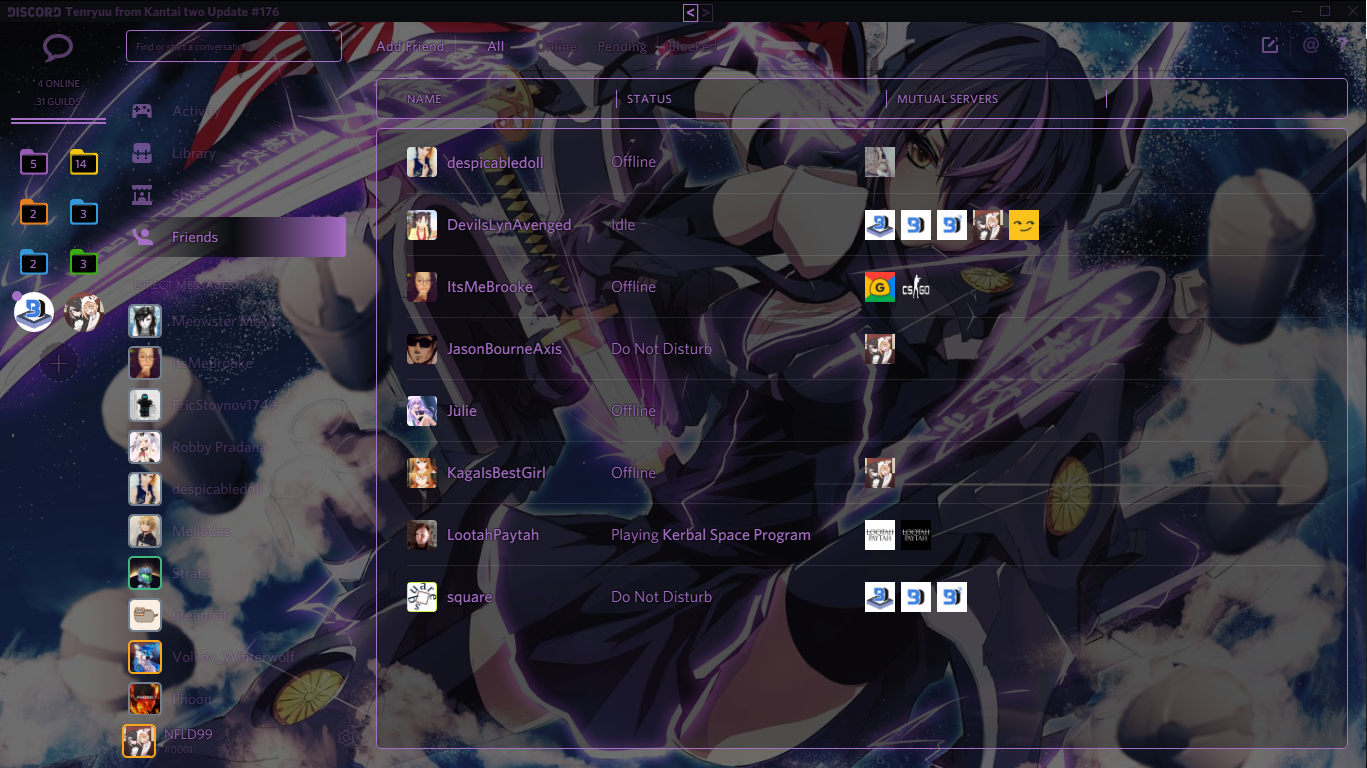 DISCORD Tenryuu from Kantai two Update #176
< >
Find or start a conversation
Add Friend All Online Pending Blocked
@ ?
4 ONLINE
31 GUILDS
NAME STATUS MUTUAL SERVERS
Activity
Library
Store
Friends
5 14
2 3
2 3
DIRECT MESSAGES
Meowster Mew
ItsMeBrooke
EricStoynov1749
Robby Pradana
despicabledoll
Meliodas
Strato
Volkov_Winterwolf
Phoon
NFLD99
#0001
despicabledoll Offline
DevilsLynAvenged Idle
ItsMeBrooke Offline G CS GO
JasonBourneAxis Do Not Disturb
Jùlie Offline
KagaIsBestGirl Offline
LootahPaytah Playing Kerbal Space Program LOOTAH PAYTAH LOOTAH PAYTAH
square Do Not Disturb